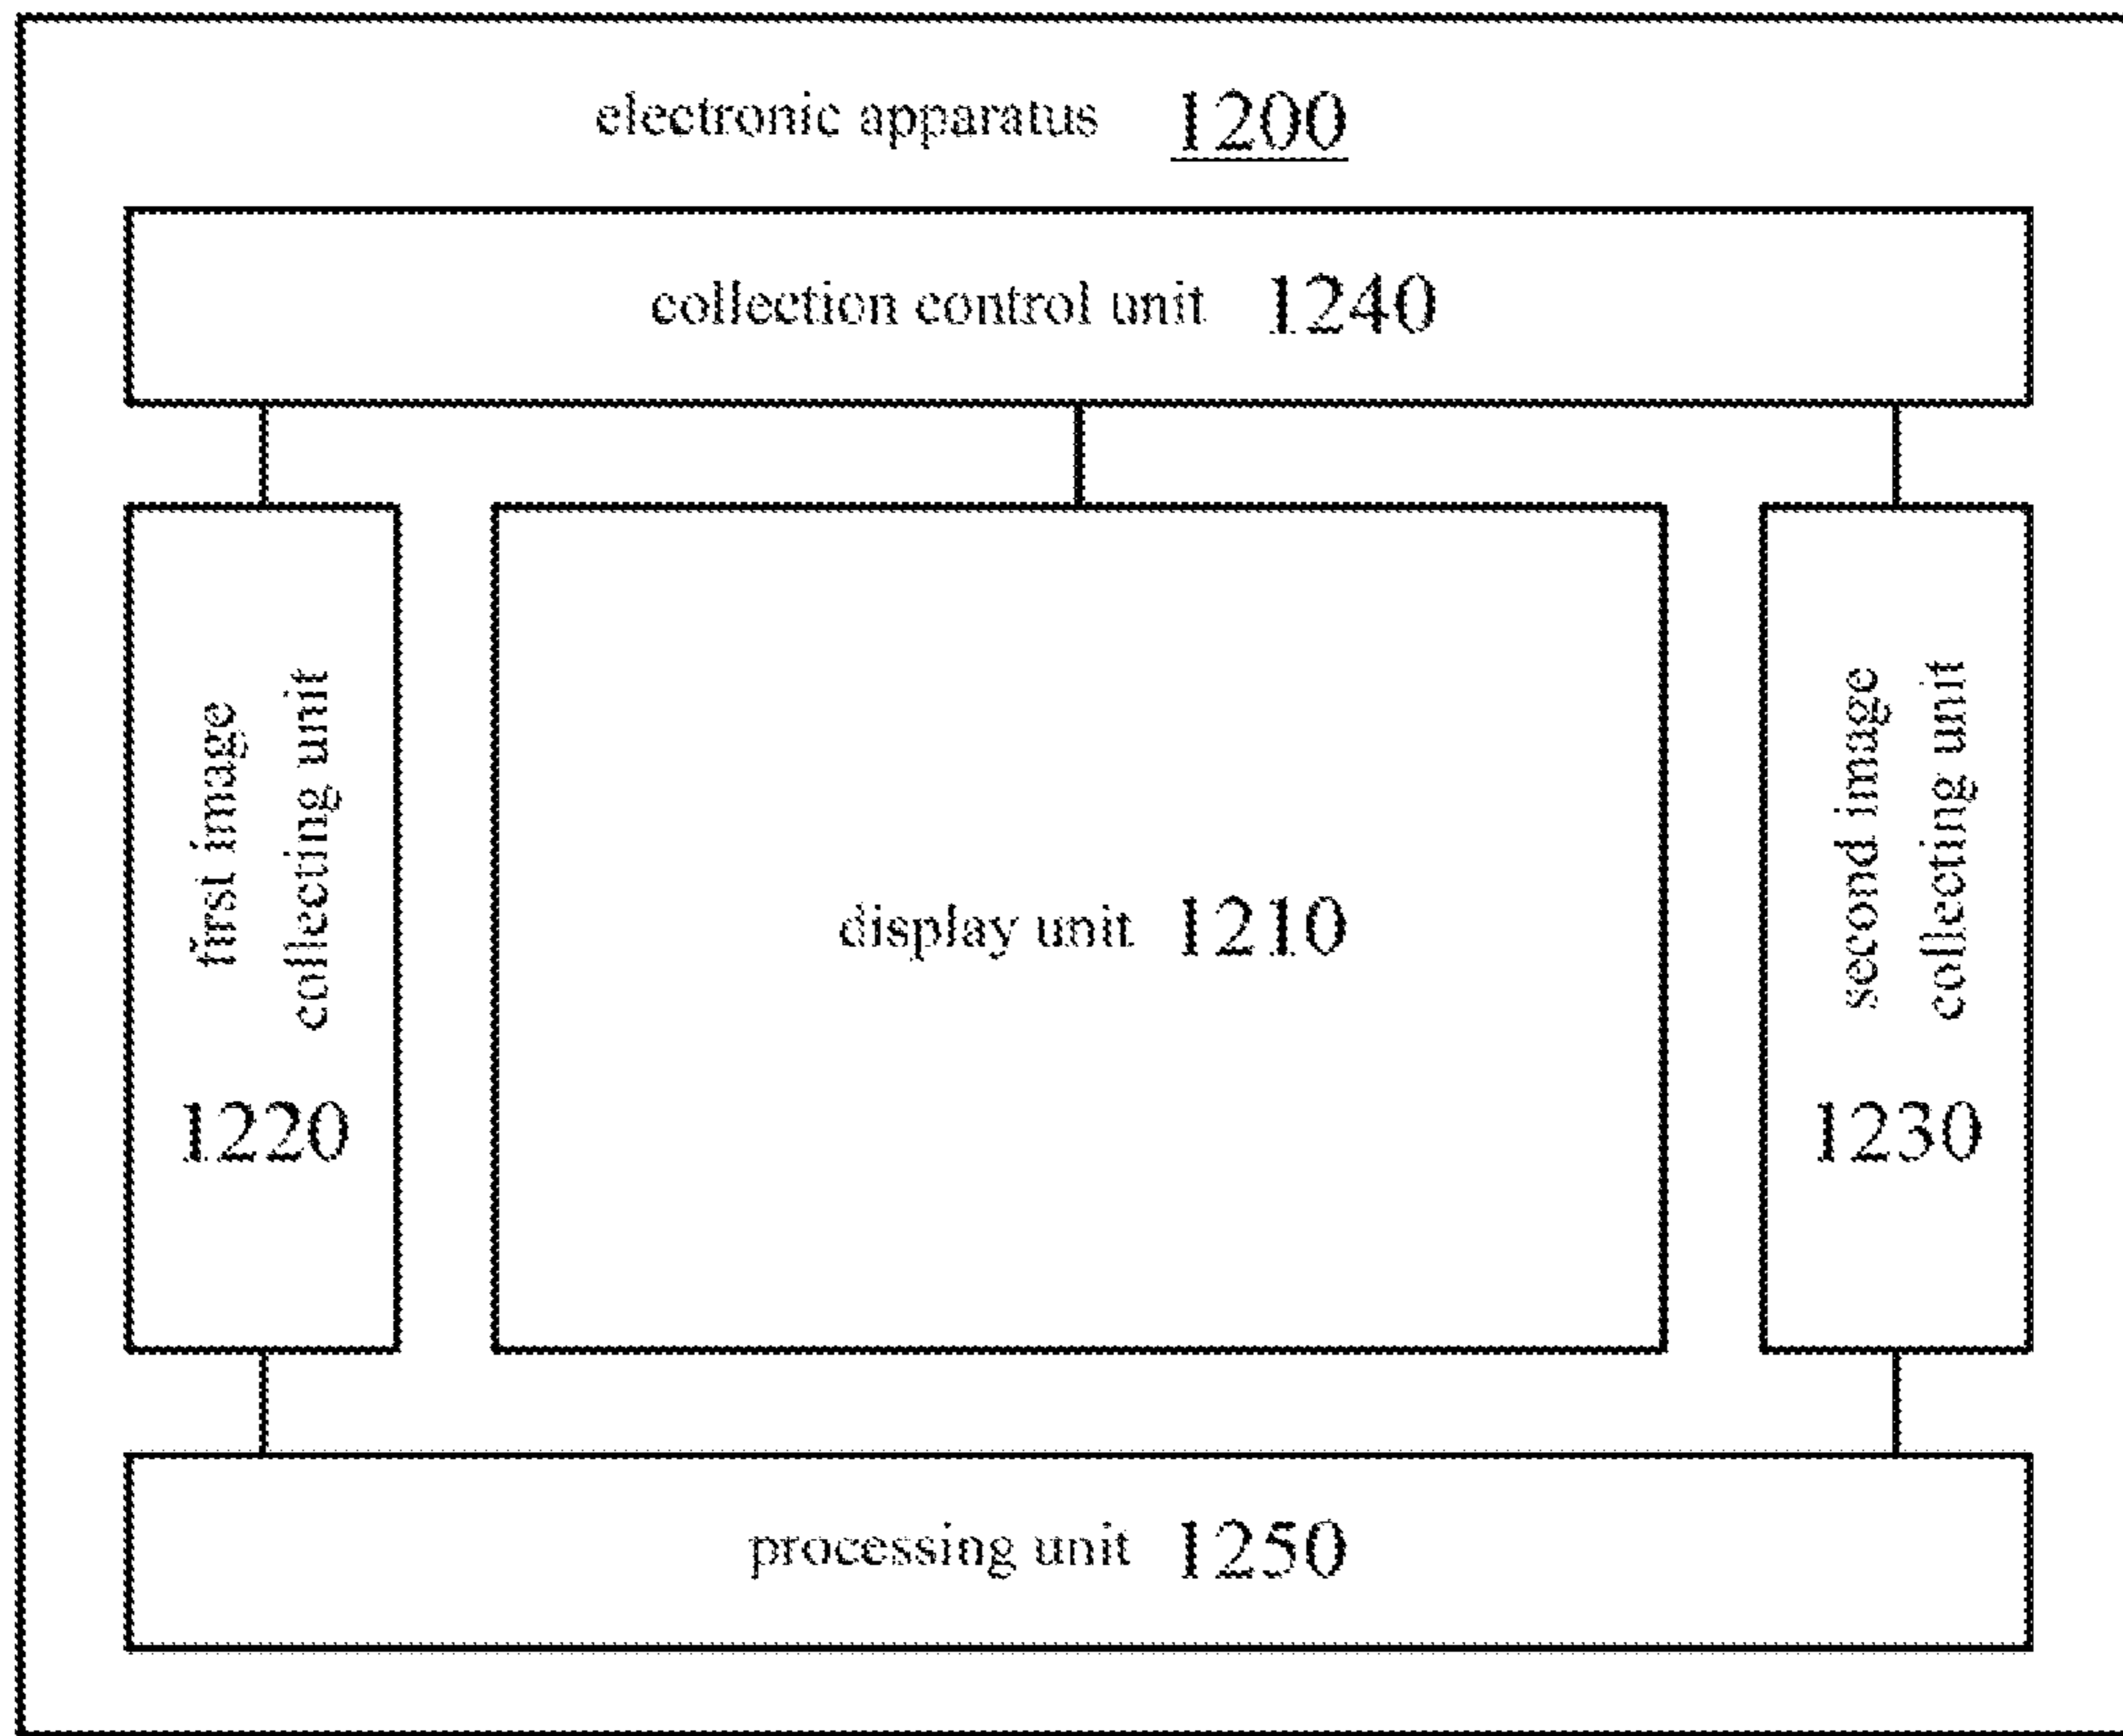 electronic apparatus 1200
collection control unit 1240
first image
collecting unit
1220
display unit 1210
second image
collecting unit
1230
processing unit 1250